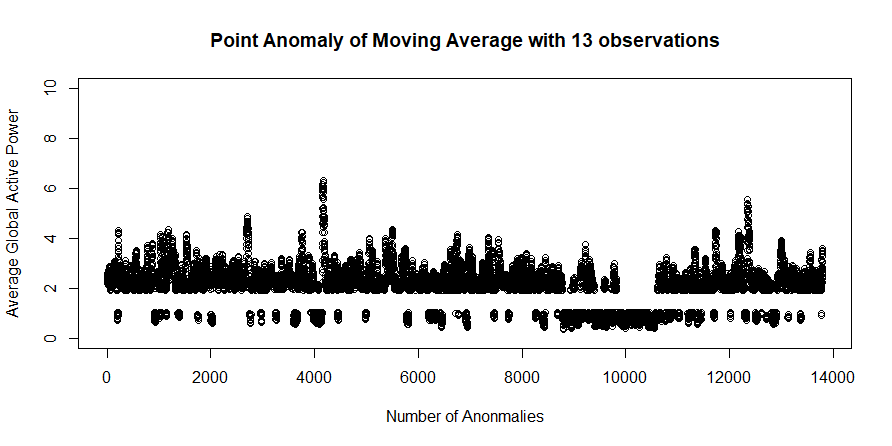 Point Anomaly of Moving Average with 13 observations
Average Global Active Power
10
8
6
4
2
0
0 2000 4000 6000 8000 10000 12000 14000
Number of Anonmalies